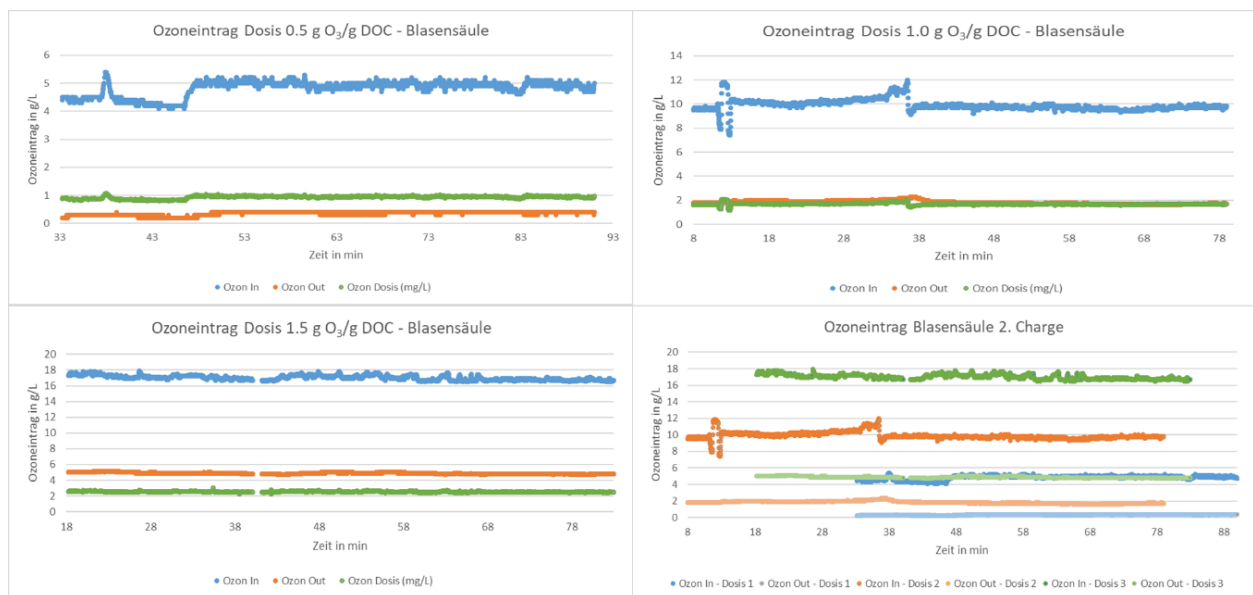 Ozoneintrag Dosis 0.5 g O₃/g DOC - Blasensäule
Ozoneintrag in g/L
6
5
4
3
2
1
0
33 43 53 63 73 83 93
Zeit in min
Ozon In Ozon Out Ozon Dosis (mg/L)
Ozoneintrag Dosis 1.0 g O₃/g DOC - Blasensäule
Ozoneintrag in g/L
14
12
10
8
6
4
2
0
8 18 28 38 48 58 68 78
Zeit in min
Ozon In Ozon Out Ozon Dosis (mg/L)
Ozoneintrag Dosis 1.5 g O₃/g DOC - Blasensäule
Ozoneintrag in g/L
20
18
16
14
12
10
8
6
4
2
0
18 28 38 48 58 68 78
Zeit in min
Ozon In Ozon Out Ozon Dosis (mg/L)
Ozoneintrag Blasensäule 2. Charge
Ozoneintrag in g/L
20
18
16
14
12
10
8
6
4
2
0
8 18 28 38 48 58 68 78 88
Zeit in min
Ozon In - Dosis 1 Ozon Out - Dosis 1 Ozon In - Dosis 2 Ozon Out - Dosis 2 Ozon In - Dosis 3 Ozon Out - Dosis 3